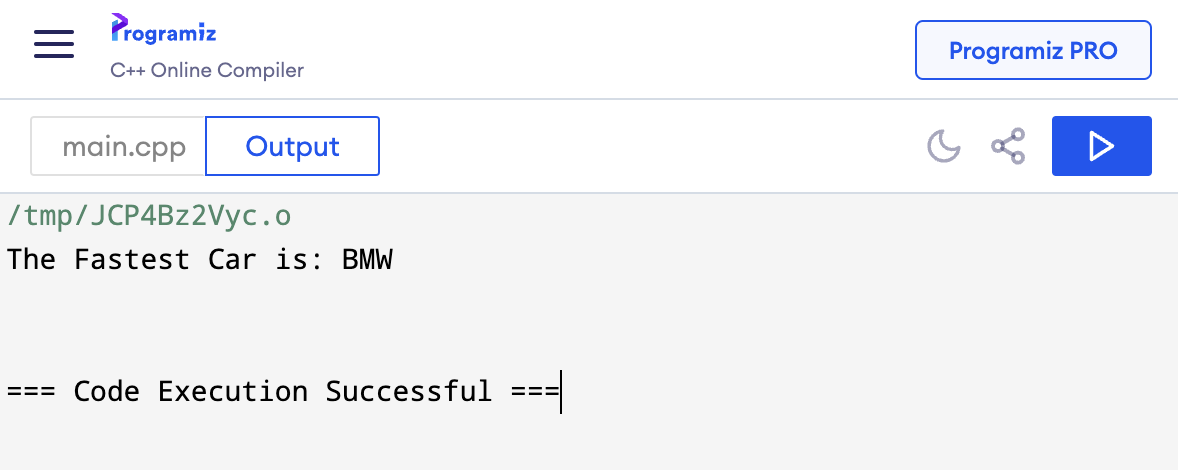 Programiz
C++ Online Compiler
Programiz PRO
main.cpp
Output
/tmp/JCP4Bz2Vyc.o
The Fastest Car is: BMW
=== Code Execution Successful ===